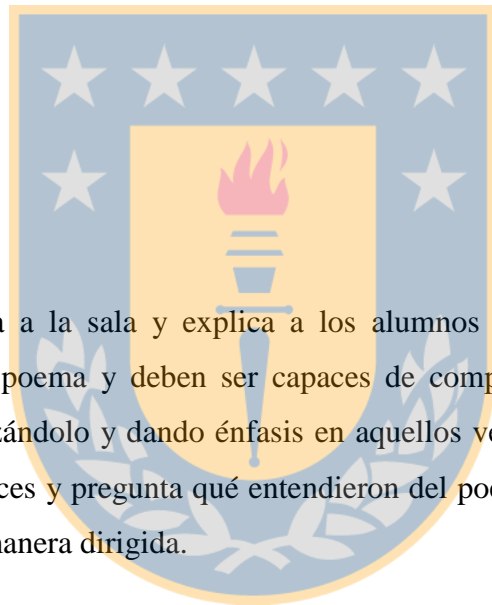 a la sala y explica a los alumnos
poema y deben ser capaces de comp
zándolo y dando énfasis en aquellos ve
ces y pregunta qué entendieron del poe
manera dirigida.